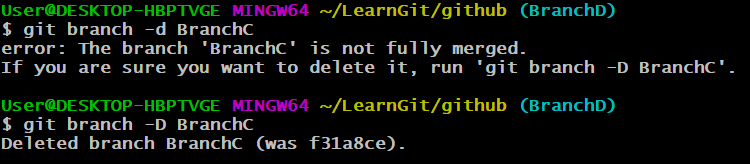 User@DESKTOP-HBPTVGE MINGW64 ~/LearnGit/github (BranchD)
$ git branch -d BranchC
error: The branch 'BranchC' is not fully merged.
If you are sure you want to delete it, run 'git branch -D BranchC'.
User@DESKTOP-HBPTVGE MINGW64 ~/LearnGit/github (BranchD)
$ git branch -D BranchC
Deleted branch BranchC (was f31a8ce).